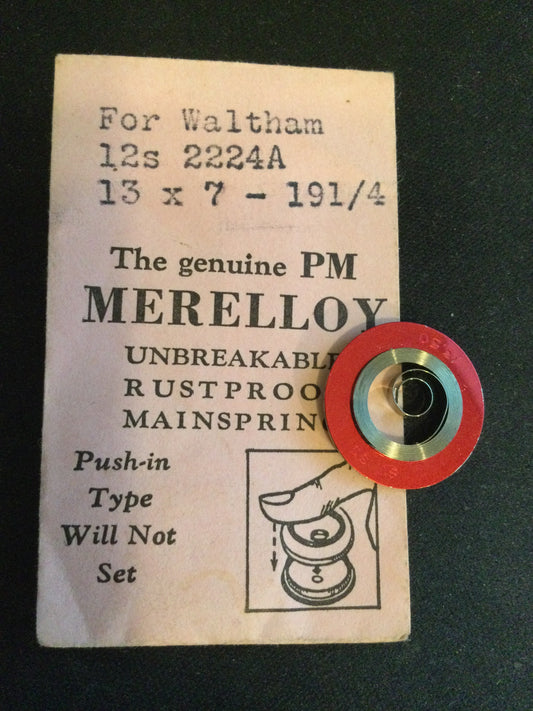 For Waltham
12s 2224A
13 x 7 - 191/4
The genuine PM
MERELLOY
UNBREAKABLE
RUSTPROO
MAINSPRIN
Push-in
Type
Will Not
Set